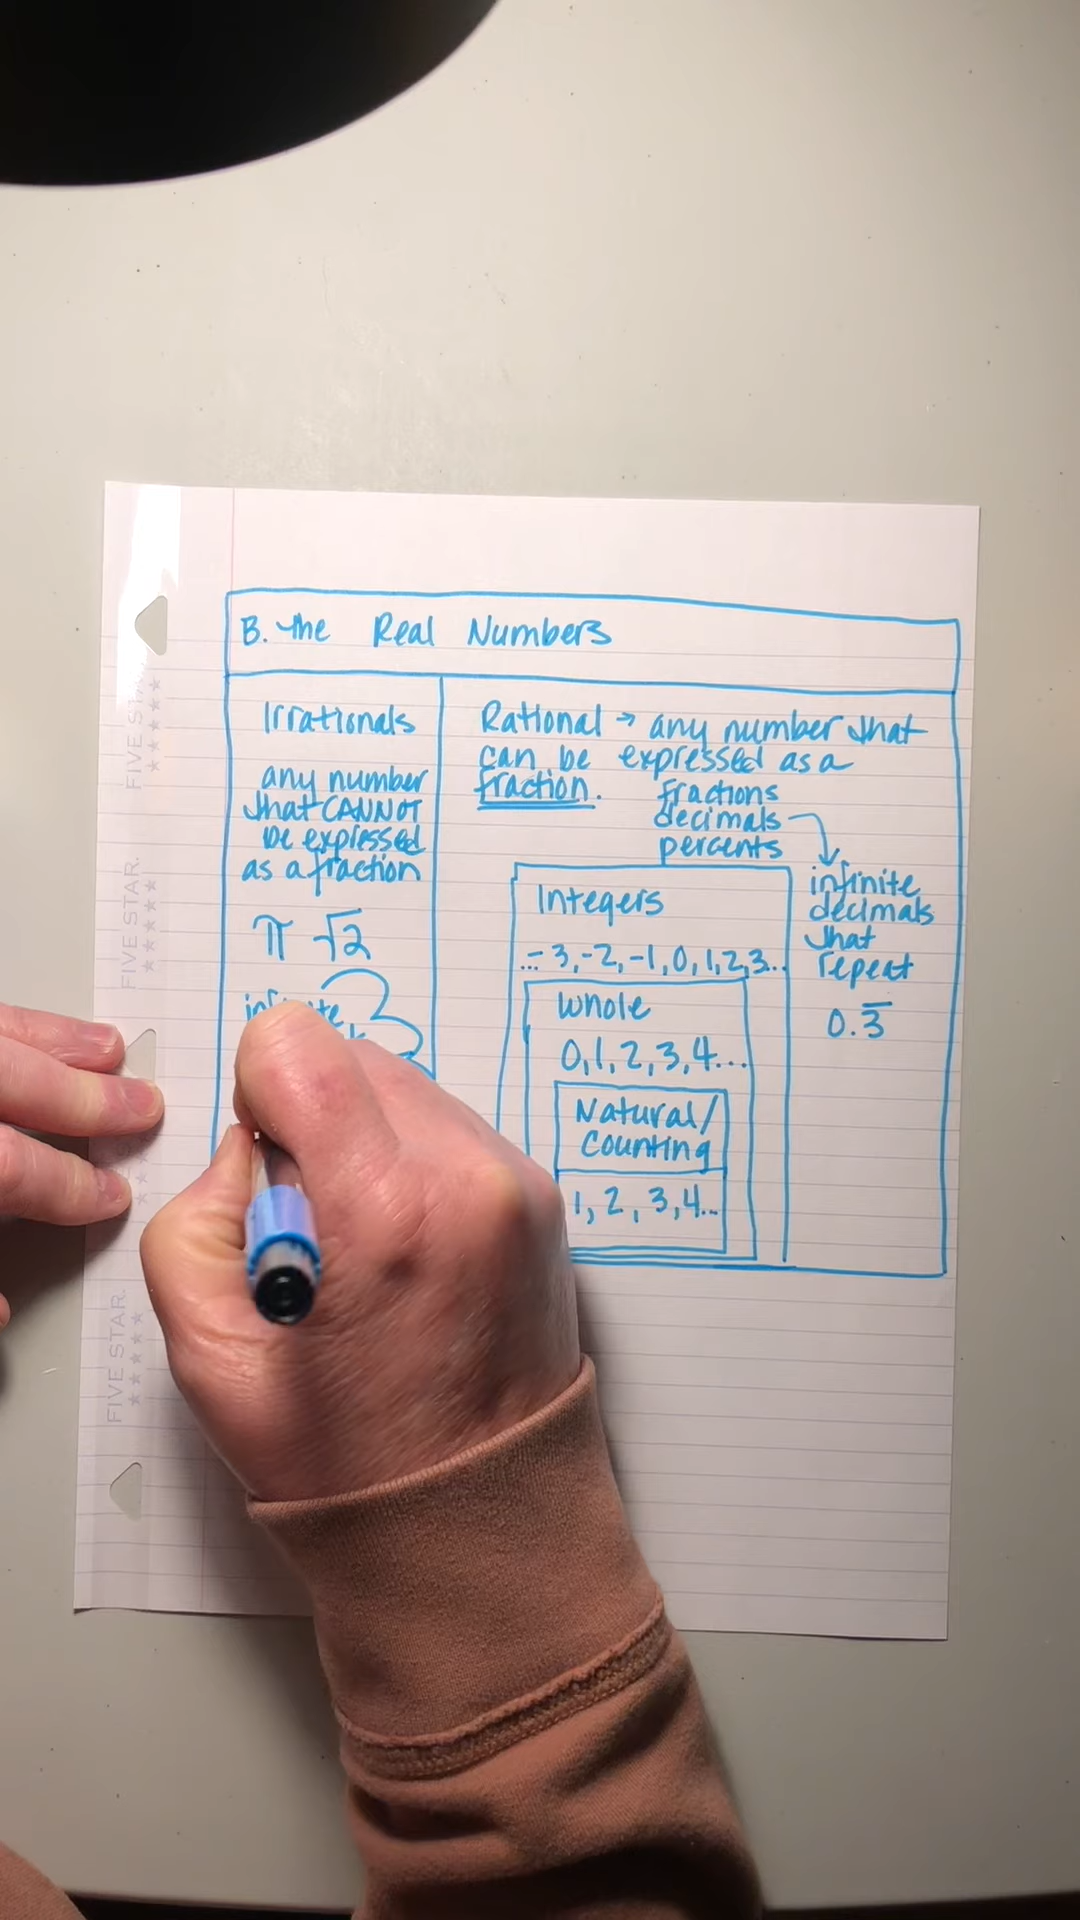 B. the Real Numbers
Irrationals
any number
that CANNOT
be expressed
as a fraction
π √2
Rational → any number that
can be expressed as a
fraction.
fractions
decimals
percents
infinite
decimals
that
repeat
0.3̅
Integers
...-3,-2,-1,0,1,2,3...
Whole
0,1,2,3,4...
Natural/
Counting
1, 2, 3,4...
FIVE STAR.
FIVE STAR.